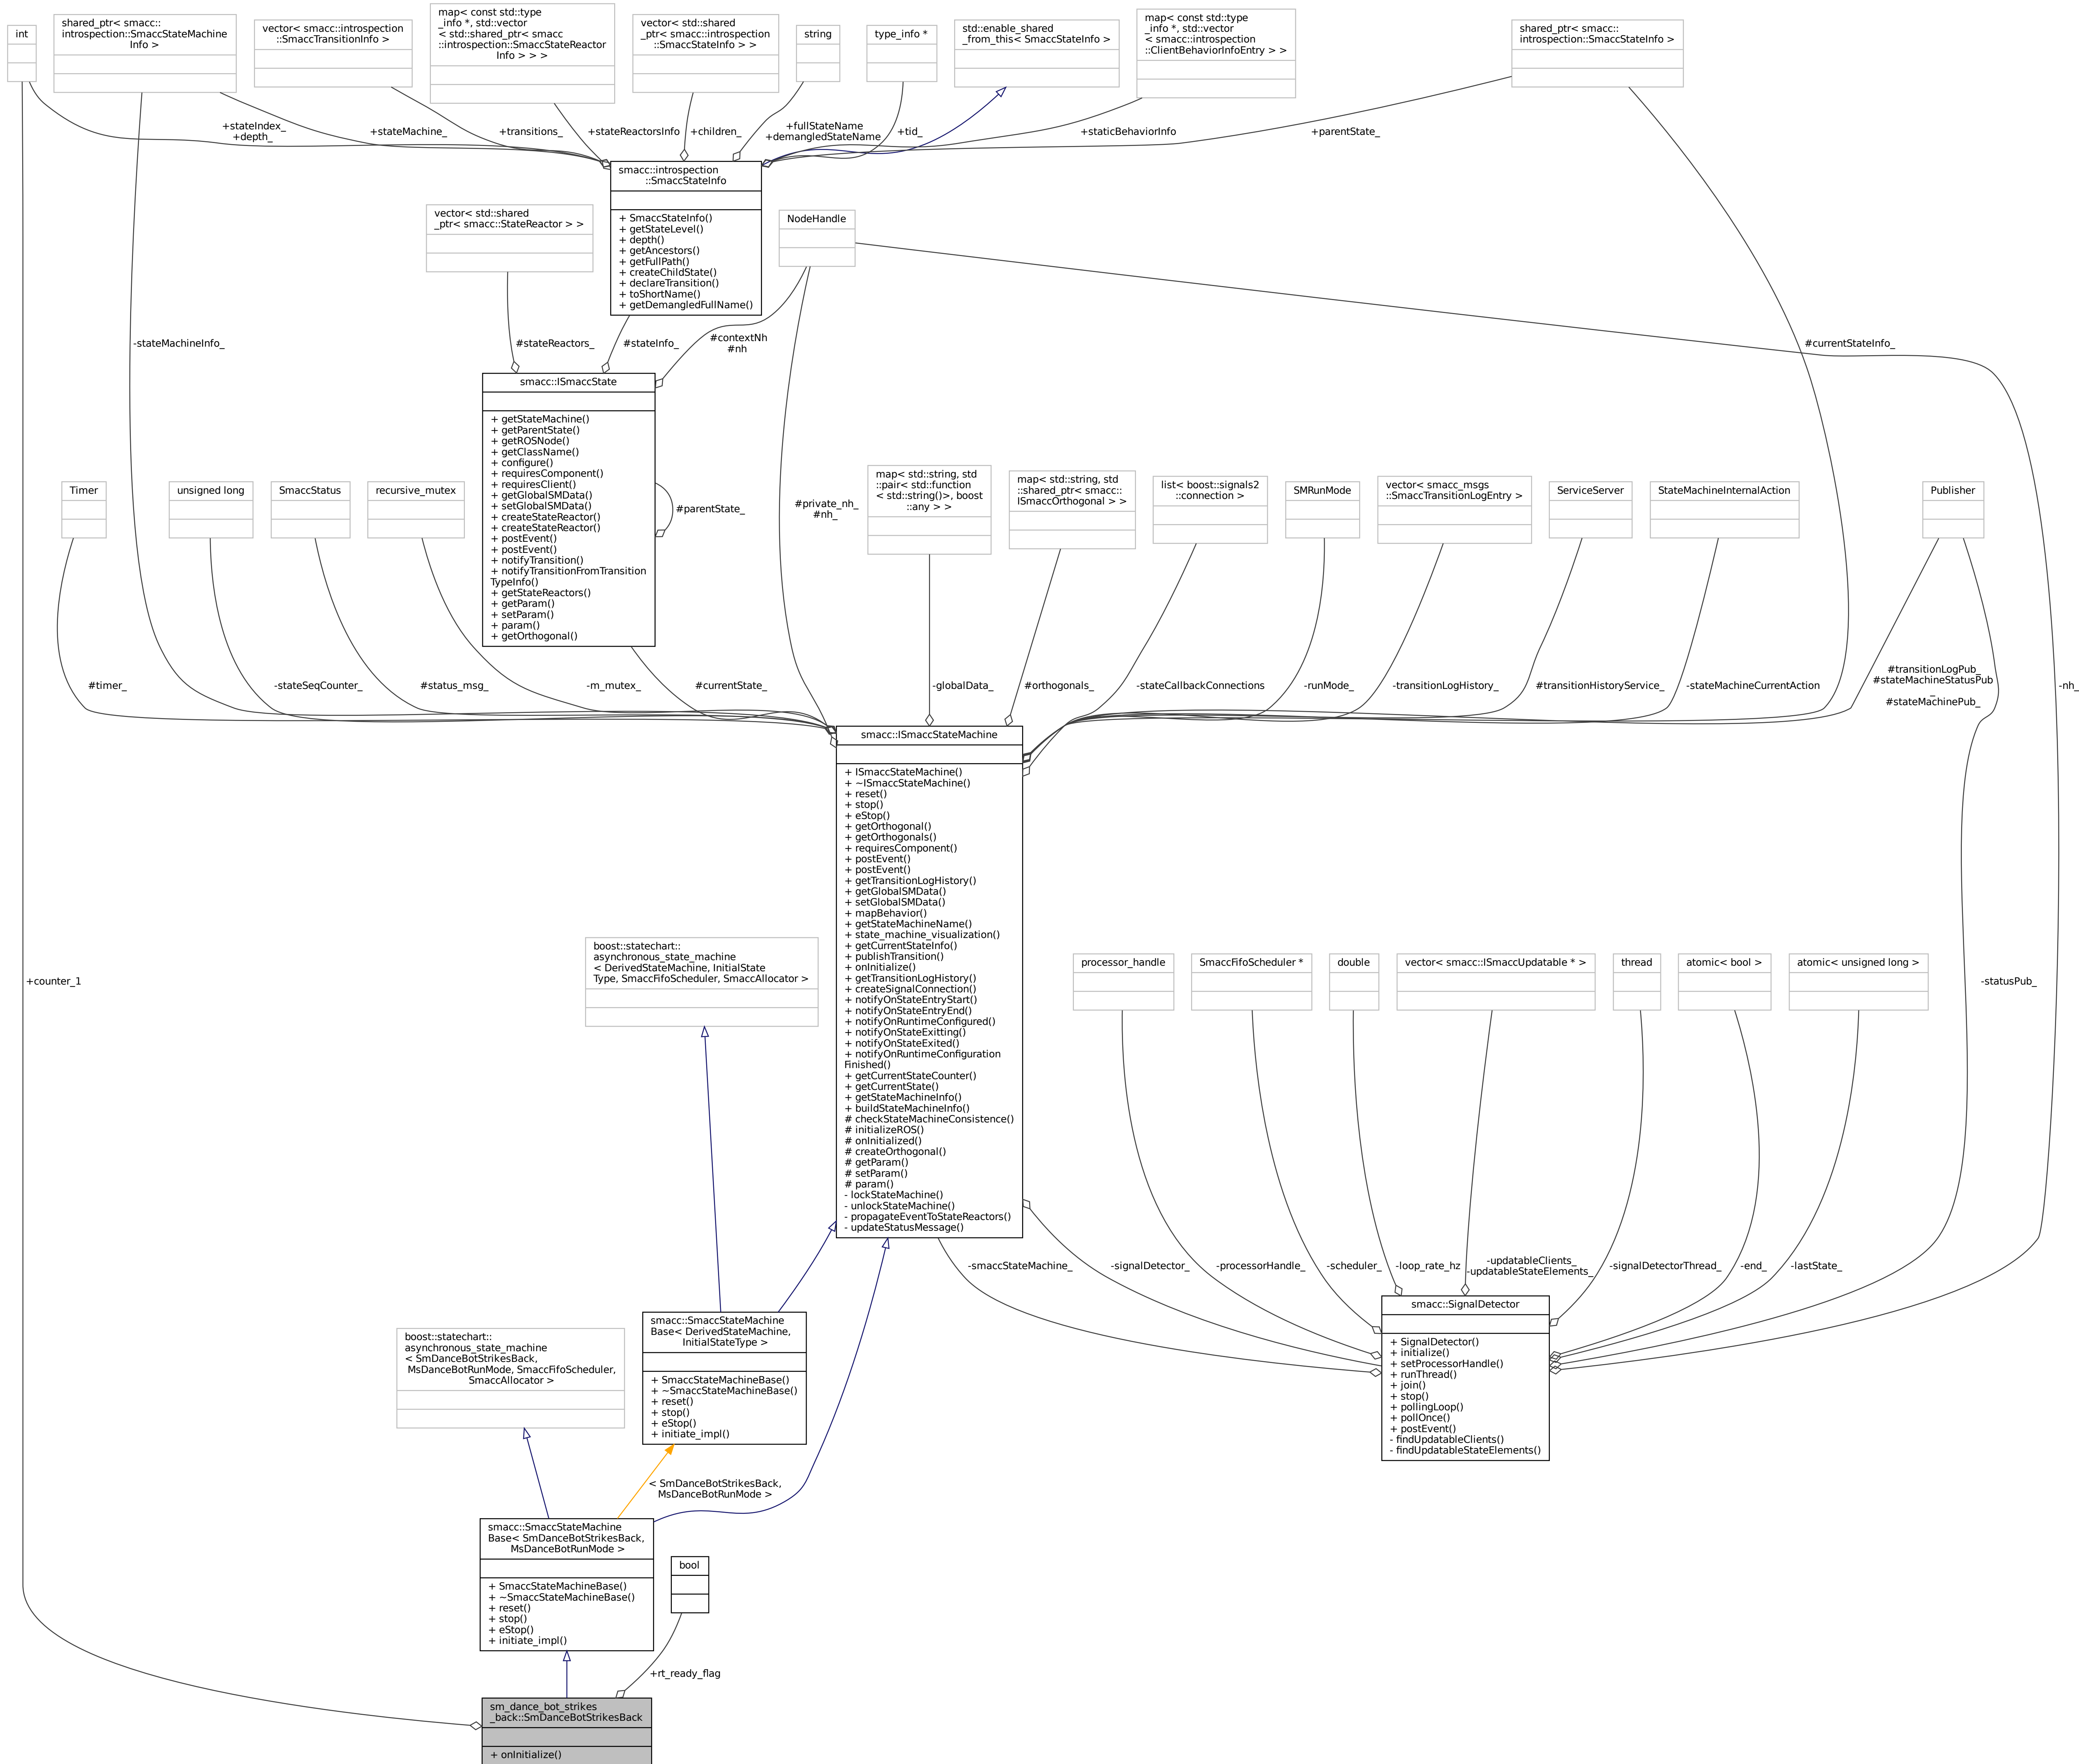 int
shared_ptr< smacc::
introspection::SmaccStateMachine
Info >
vector< smacc::introspection
::SmaccTransitionInfo >
map< const std::type
_info *, std::vector
< std::shared_ptr< smacc
::introspection::SmaccStateReactor
Info > > >
vector< std::shared
_ptr< smacc::introspection
::SmaccStateInfo > >
string
type_info *
std::enable_shared
_from_this< SmaccStateInfo >
map< const std::type
_info *, std::vector
< smacc::introspection
::ClientBehaviorInfoEntry > >
shared_ptr< smacc::
introspection::SmaccStateInfo >
+stateIndex_
+depth_
+stateMachine_
+transitions_
+stateReactorsInfo
+children_
+fullStateName
+demangledStateName
+tid_
+staticBehaviorInfo
+parentState_
smacc::introspection
::SmaccStateInfo
+ SmaccStateInfo()
+ getStateLevel()
+ depth()
+ getAncestors()
+ getFullPath()
+ createChildState()
+ declareTransition()
+ toShortName()
+ getDemangledFullName()
vector< std::shared
_ptr< smacc::StateReactor > >
NodeHandle
-stateMachineInfo_
#stateReactors_
#stateInfo_
#contextNh
#nh
#currentStateInfo_
smacc::ISmaccState
+ getStateMachine()
+ getParentState()
+ getROSNode()
+ getClassName()
+ configure()
+ requiresComponent()
+ requiresClient()
+ getGlobalSMData()
+ setGlobalSMData()
+ createStateReactor()
+ createStateReactor()
+ postEvent()
+ postEvent()
+ notifyTransition()
+ notifyTransitionFromTransition
TypeInfo()
+ getStateReactors()
+ getParam()
+ setParam()
+ param()
+ getOrthogonal()
#parentState_
#private_nh_
#nh_
Timer
unsigned long
SmaccStatus
recursive_mutex
map< std::string, std
::pair< std::function
< std::string()>, boost
::any > >
map< std::string, std
::shared_ptr< smacc::
ISmaccOrthogonal > >
list< boost::signals2
::connection >
SMRunMode
vector< smacc_msgs
::SmaccTransitionLogEntry >
ServiceServer
StateMachineInternalAction
Publisher
#timer_
-stateSeqCounter_
#status_msg_
-m_mutex_
#currentState_
-globalData_
#orthogonals_
-stateCallbackConnections
-runMode_
-transitionLogHistory_
#transitionHistoryService_
-stateMachineCurrentAction
#transitionLogPub_
#stateMachineStatusPub
_
#stateMachinePub_
-nh_
smacc::ISmaccStateMachine
+ ISmaccStateMachine()
+ ~ISmaccStateMachine()
+ reset()
+ stop()
+ eStop()
+ getOrthogonal()
+ getOrthogonals()
+ requiresComponent()
+ postEvent()
+ postEvent()
+ getTransitionLogHistory()
+ getGlobalSMData()
+ setGlobalSMData()
+ mapBehavior()
+ getStateMachineName()
+ state_machine_visualization()
+ getCurrentStateInfo()
+ publishTransition()
+ onInitialize()
+ getTransitionLogHistory()
+ createSignalConnection()
+ notifyOnStateEntryStart()
+ notifyOnStateEntryEnd()
+ notifyOnRuntimeConfigured()
+ notifyOnStateExitting()
+ notifyOnStateExited()
+ notifyOnRuntimeConfiguration
Finished()
+ getCurrentStateCounter()
+ getCurrentState()
+ getStateMachineInfo()
+ buildStateMachineInfo()
# checkStateMachineConsistence()
# initializeROS()
# onInitialized()
# createOrthogonal()
# getParam()
# setParam()
# param()
- lockStateMachine()
- unlockStateMachine()
- propagateEventToStateReactors()
- updateStatusMessage()
+counter_1
boost::statechart::
asynchronous_state_machine
< DerivedStateMachine, InitialState
Type, SmaccFifoScheduler, SmaccAllocator >
processor_handle
SmaccFifoScheduler *
double
vector< smacc::ISmaccUpdatable * >
thread
atomic< bool >
atomic< unsigned long >
-statusPub_
-smaccStateMachine_
-signalDetector_
-processorHandle_
-scheduler_
-loop_rate_hz
-updatableClients_
-updatableStateElements_
-signalDetectorThread_
-end_
-lastState_
smacc::SignalDetector
+ SignalDetector()
+ initialize()
+ setProcessorHandle()
+ runThread()
+ join()
+ stop()
+ pollingLoop()
+ pollOnce()
+ postEvent()
- findUpdatableClients()
- findUpdatableStateElements()
boost::statechart::
asynchronous_state_machine
< SmDanceBotStrikesBack,
MsDanceBotRunMode, SmaccFifoScheduler,
SmaccAllocator >
smacc::SmaccStateMachine
Base< DerivedStateMachine,
InitialStateType >
+ SmaccStateMachineBase()
+ ~SmaccStateMachineBase()
+ reset()
+ stop()
+ eStop()
+ initiate_impl()
< SmDanceBotStrikesBack,
MsDanceBotRunMode >
smacc::SmaccStateMachine
Base< SmDanceBotStrikesBack,
MsDanceBotRunMode >
+ SmaccStateMachineBase()
+ ~SmaccStateMachineBase()
+ reset()
+ stop()
+ eStop()
+ initiate_impl()
bool
+rt_ready_flag
sm_dance_bot_strikes
_back::SmDanceBotStrikesBack
+ onInitialize()